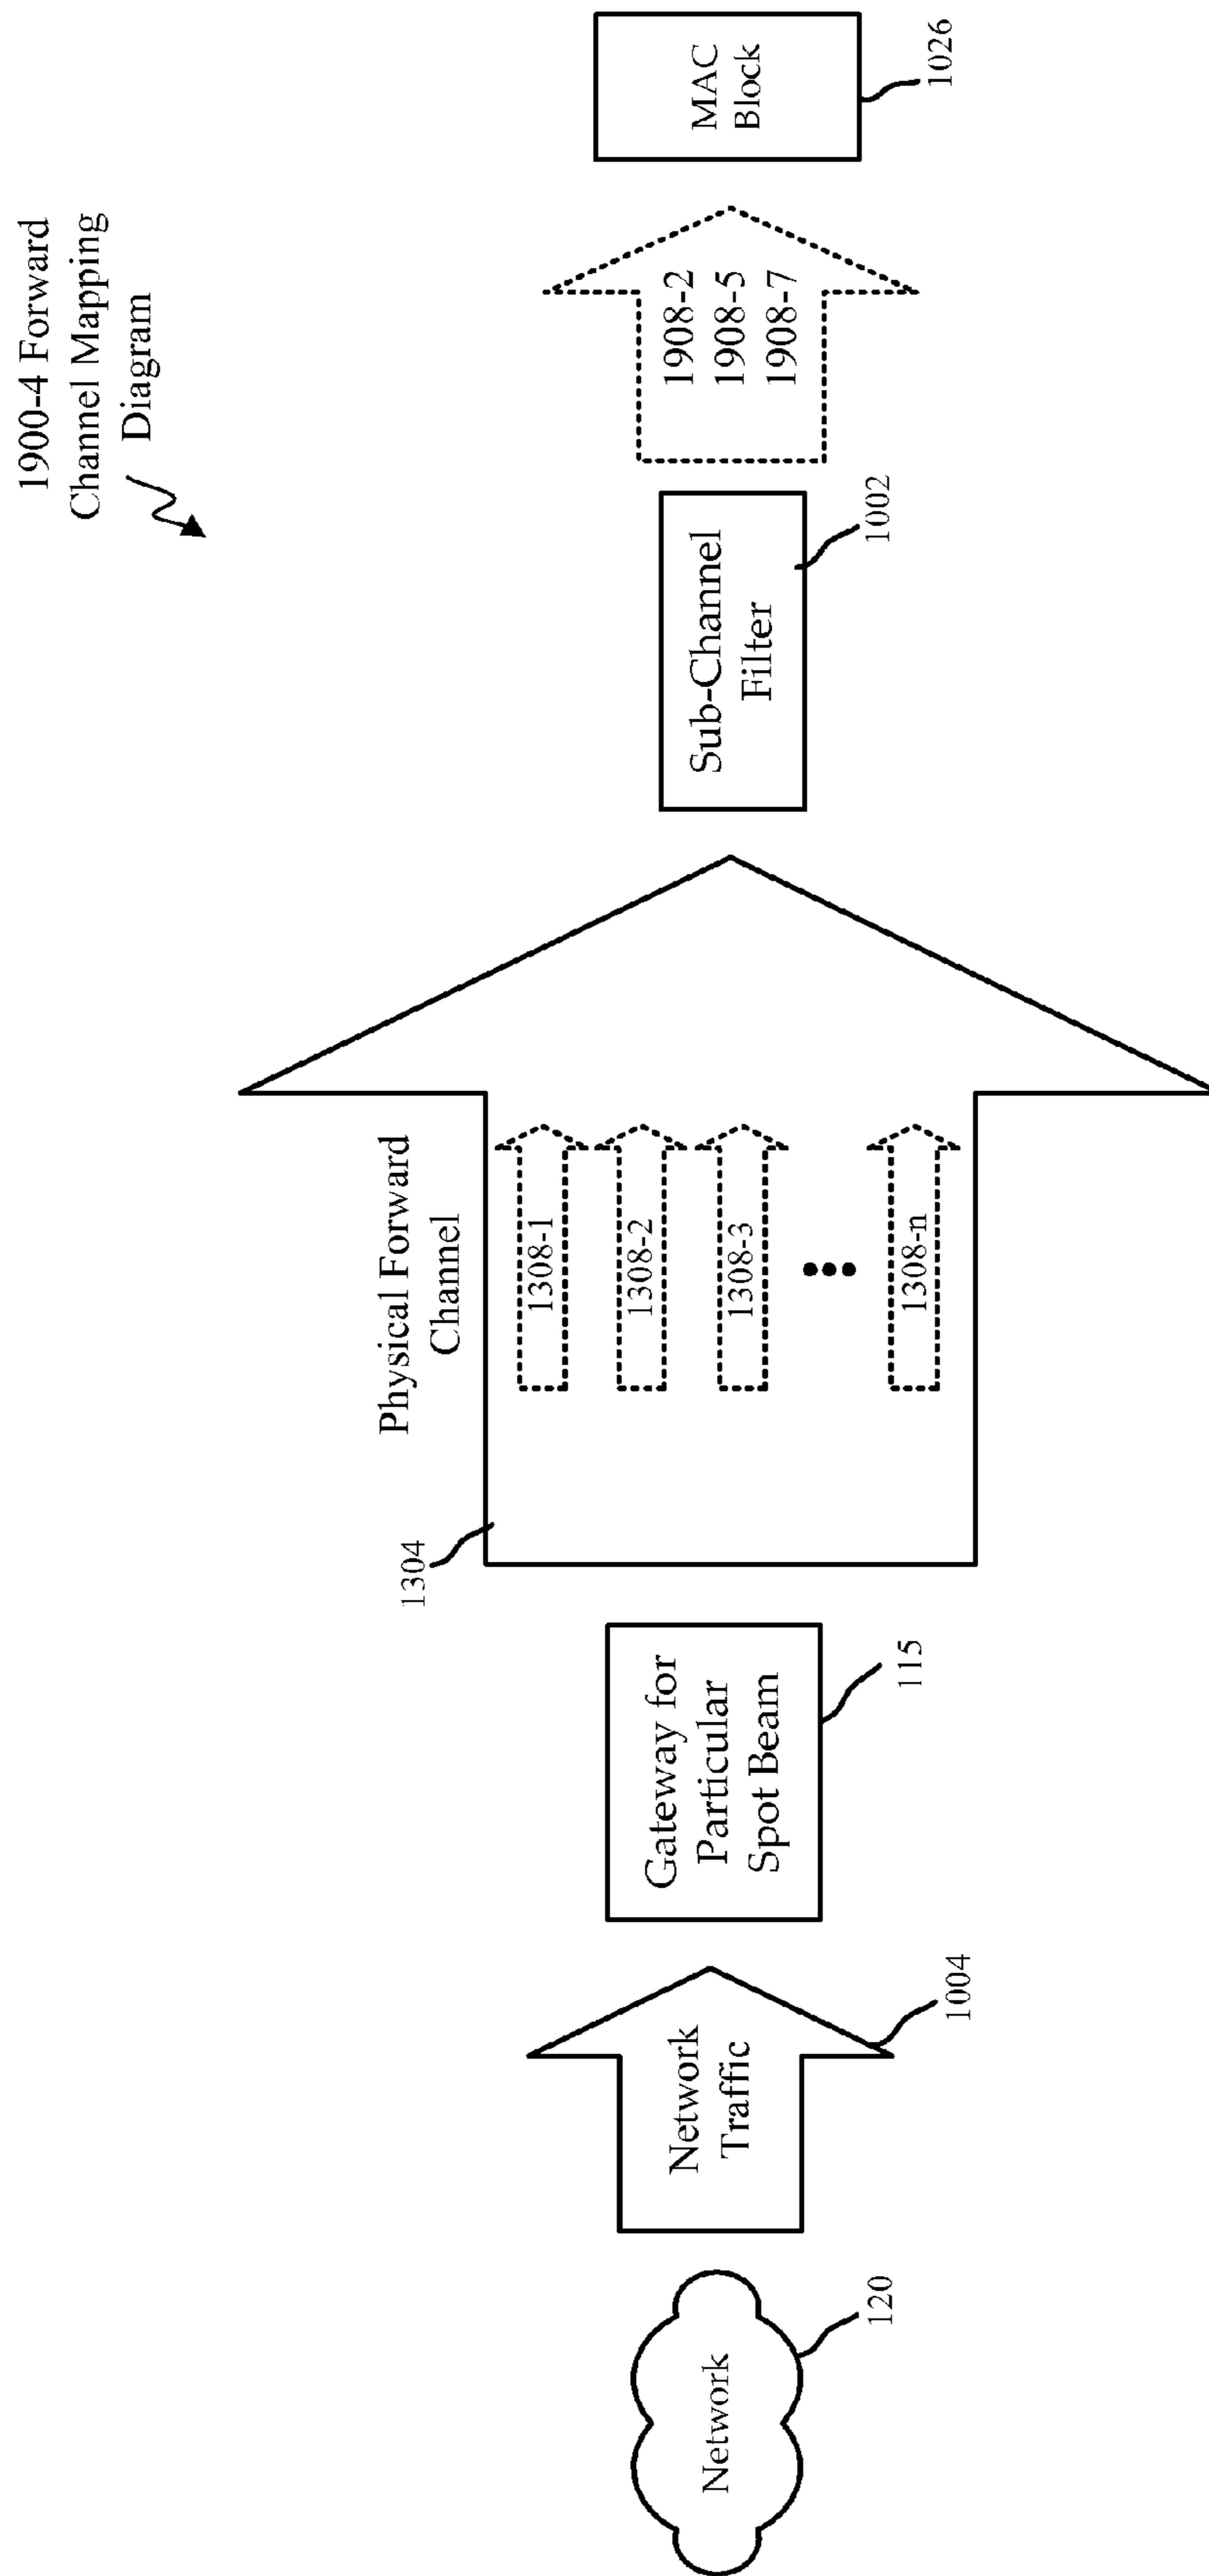 1900-4 Forward
Channel Mapping
Diagram
Network
120
Network
Traffic
1004
Gateway for
Particular
Spot Beam
115
Physical Forward
Channel
1304
1308-1
1308-2
1308-3
1308-n
Sub-Channel
Filter
1002
1908-2
1908-5
1908-7
MAC
Block
1026